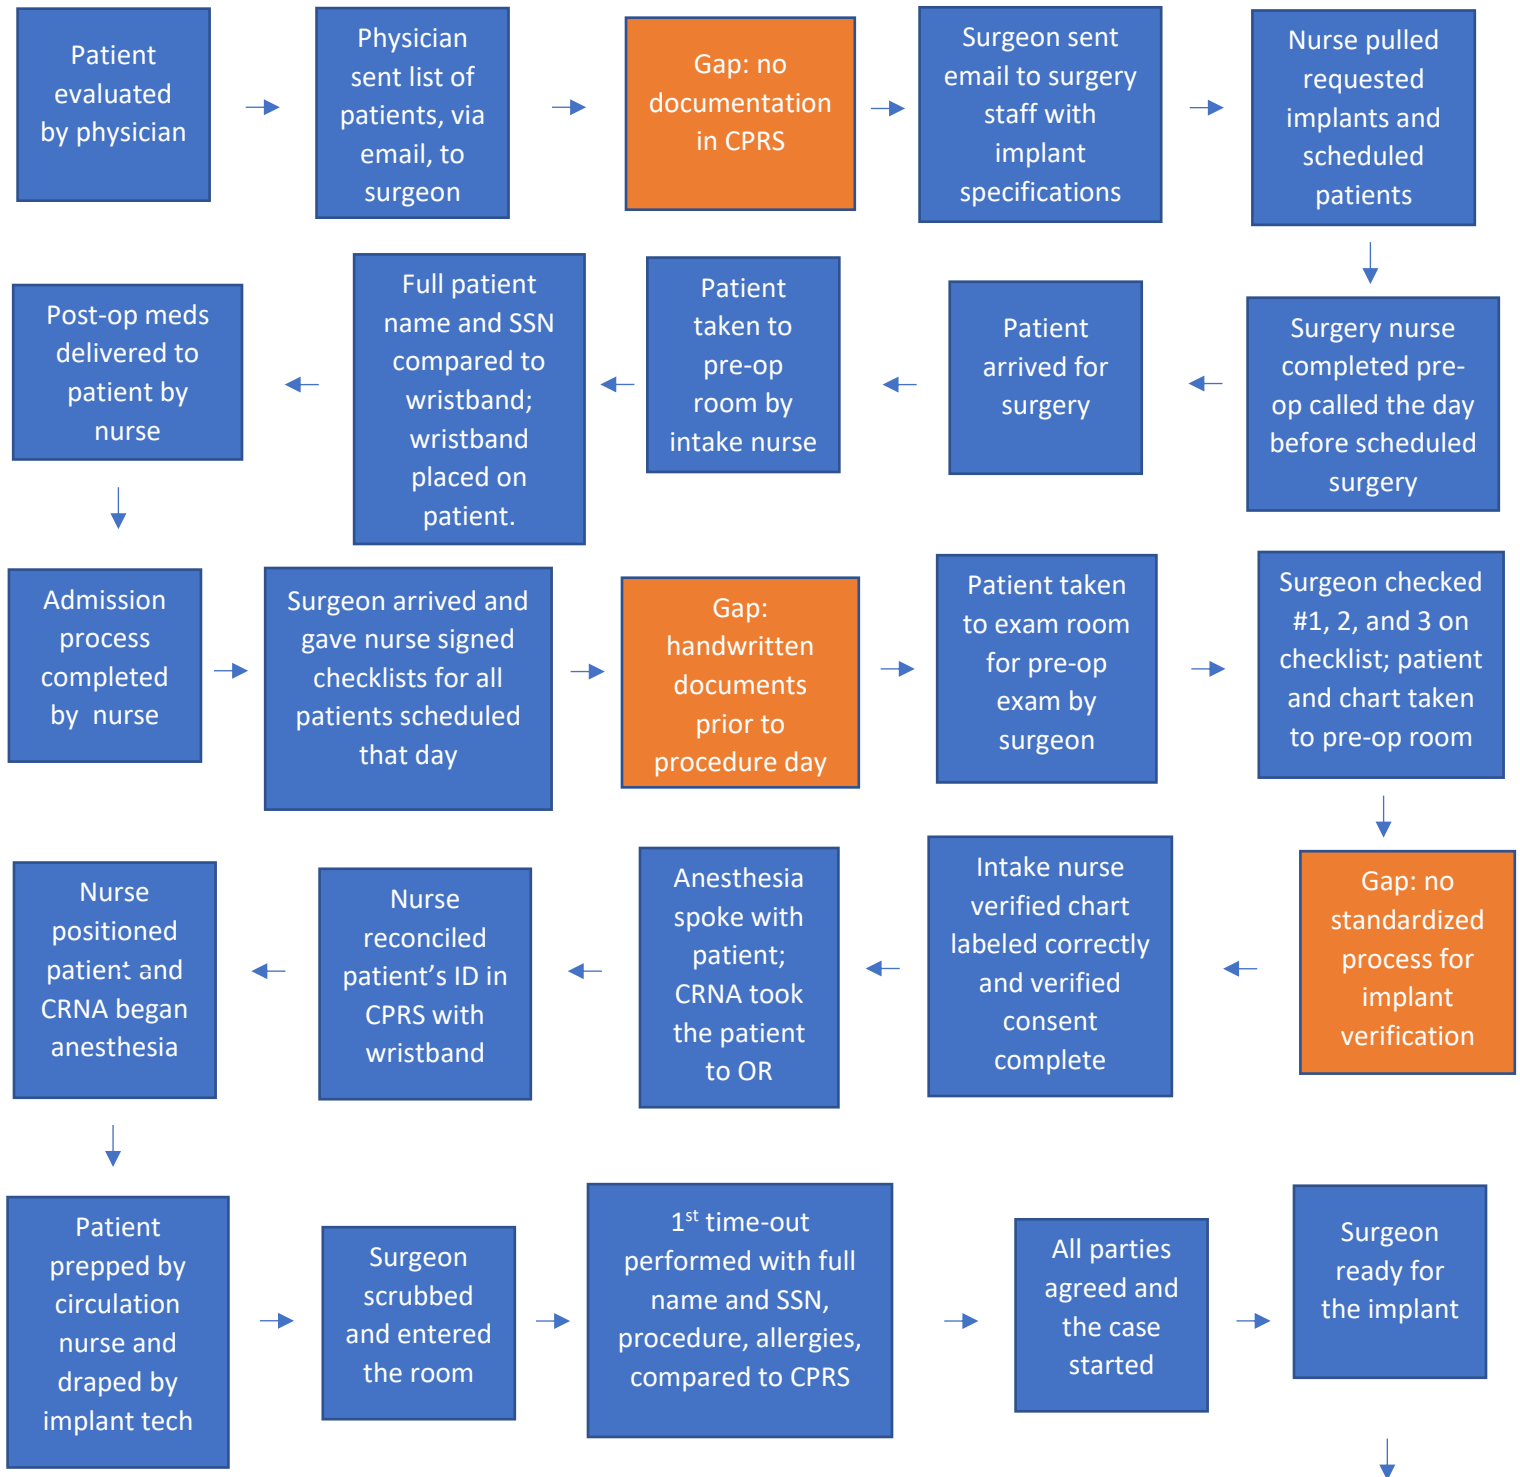 Patient
evaluated
by physician
Physician
sent list of
patients, via
email, to
surgeon
Gap: no
documentation
in CPRS
Surgeon sent
email to surgery
staff with
implant
specifications
Nurse pulled
requested
implants and
scheduled
patients
Surgery nurse
completed pre-
op called the day
before scheduled
surgery
Patient
arrived for
surgery
Patient
taken to
pre-op
room by
intake nurse
Full patient
name and SSN
compared to
wristband;
wristband
placed on
patient.
Post-op meds
delivered to
patient by
nurse
Admission
process
completed
by nurse
Surgeon arrived and
gave nurse signed
checklists for all
patients scheduled
that day
Gap:
handwritten
documents
prior to
procedure day
Patient taken
to exam room
for pre-op
exam by
surgeon
Surgeon checked
#1, 2, and 3 on
checklist; patient
and chart taken
to pre-op room
Gap: no
standardized
process for
implant
verification
Intake nurse
verified chart
labeled correctly
and verified
consent
complete
Anesthesia
spoke with
patient;
CRNA took
the patient
to OR
Nurse
reconciled
patient’s ID in
CPRS with
wristband
Nurse
positioned
patient and
CRNA began
anesthesia
Patient
prepped by
circulation
nurse and
draped by
implant tech
Surgeon
scrubbed
and entered
the room
1st time-out
performed with full
name and SSN,
procedure, allergies,
compared to CPRS
All parties
agreed and
the case
started
Surgeon
ready for
the implant